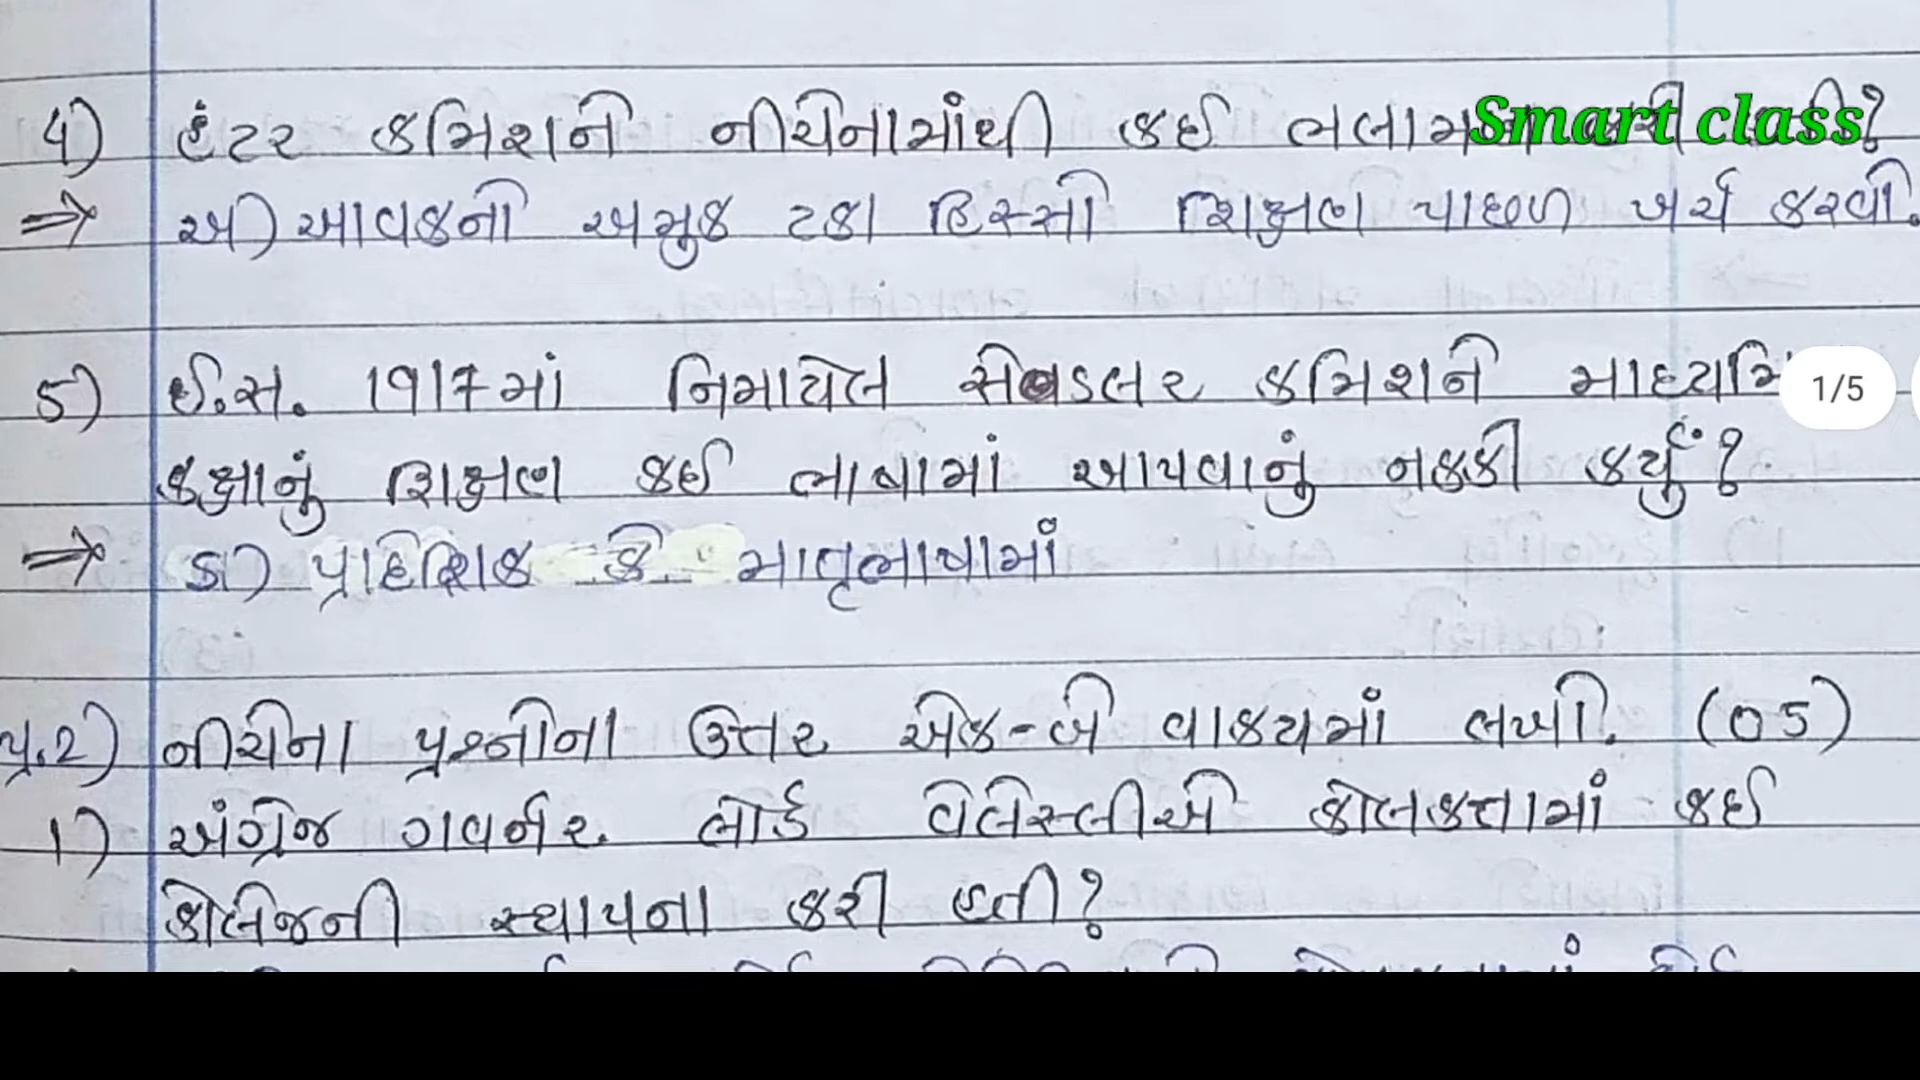 4) હંટર કમિશને નીચેનામાંથી કઈ ભલામણ કરી હતી?
Smart class
⇒ અ) આવકનો અમુક ટકા હિસ્સો શિક્ષણ પાછળ ખર્ચ કરવો.
5) ઈ.સ. 1917માં નિમાયેલ સેડલર કમિશને માધ્યમિ
1/5
કક્ષાનું શિક્ષણ કઈ ભાષામાં આપવાનું નક્કી કર્યું?
⇒ ડ) પ્રાદેશિક કે માતૃભાષામાં
પ્ર.2) નીચેના પ્રશ્નોના ઉત્તર એક-બે વાક્યમાં લખો. (05)
1) અંગ્રેજ ગવર્નર લોર્ડ વેલેસ્લીએ કોલકત્તામાં કઈ
કોલેજની સ્થાપના કરી હતી?